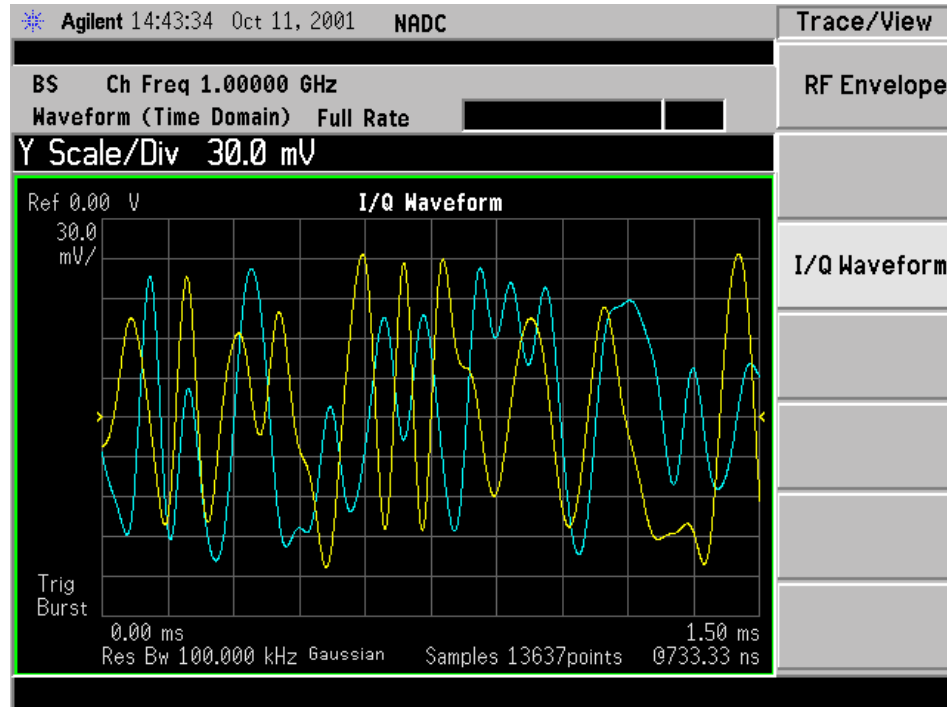 Agilent 14:43:34 Oct 11, 2001 NADC
Trace/View
BS Ch Freq 1.00000 GHz
Waveform (Time Domain) Full Rate
Y Scale/Div 30.0 mV
Ref 0.00 V I/Q Waveform
30.0
mV/
Trig
Burst
0.00 ms 1.50 ms
Res Bw 100.000 kHz Gaussian Samples 13637points @733.33 ns
RF Envelope
I/Q Waveform